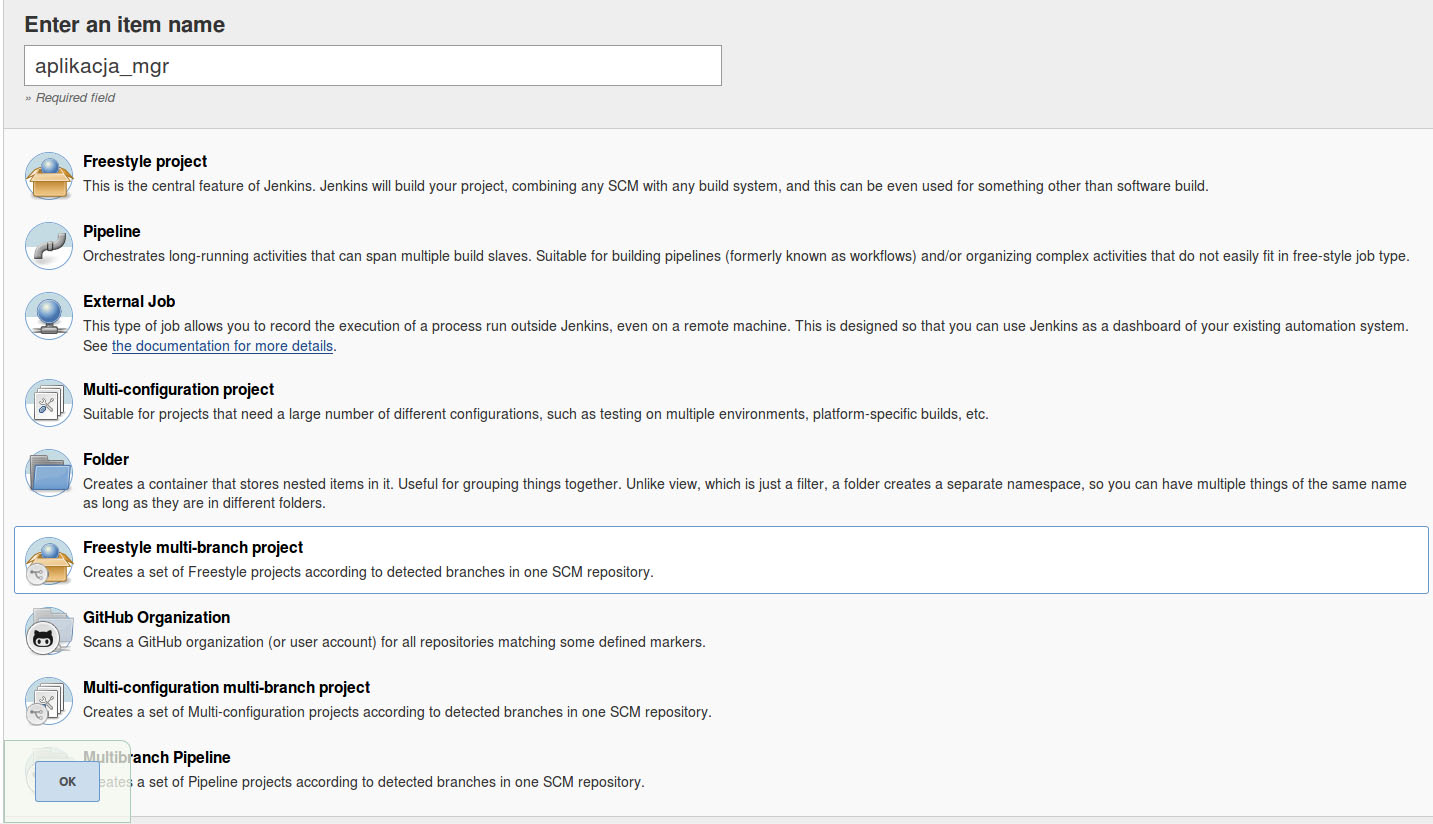 Enter an item name
aplikacja_mgr
» Required field
Freestyle project
This is the central feature of Jenkins. Jenkins will build your project, combining any SCM with any build system, and this can be even used for something other than software build.
Pipeline
Orchestrates long-running activities that can span multiple build slaves. Suitable for building pipelines (formerly known as workflows) and/or organizing complex activities that do not easily fit in free-style job type.
External Job
This type of job allows you to record the execution of a process run outside Jenkins, even on a remote machine. This is designed so that you can use Jenkins as a dashboard of your existing automation system.
See the documentation for more details.
Multi-configuration project
Suitable for projects that need a large number of different configurations, such as testing on multiple environments, platform-specific builds, etc.
Folder
Creates a container that stores nested items in it. Useful for grouping things together. Unlike view, which is just a filter, a folder creates a separate namespace, so you can have multiple things of the same name
as long as they are in different folders.
Freestyle multi-branch project
Creates a set of Freestyle projects according to detected branches in one SCM repository.
GitHub Organization
Scans a GitHub organization (or user account) for all repositories matching some defined markers.
Multi-configuration multi-branch project
Creates a set of Multi-configuration projects according to detected branches in one SCM repository.
Multibranch Pipeline
Creates a set of Pipeline projects according to detected branches in one SCM repository.
OK